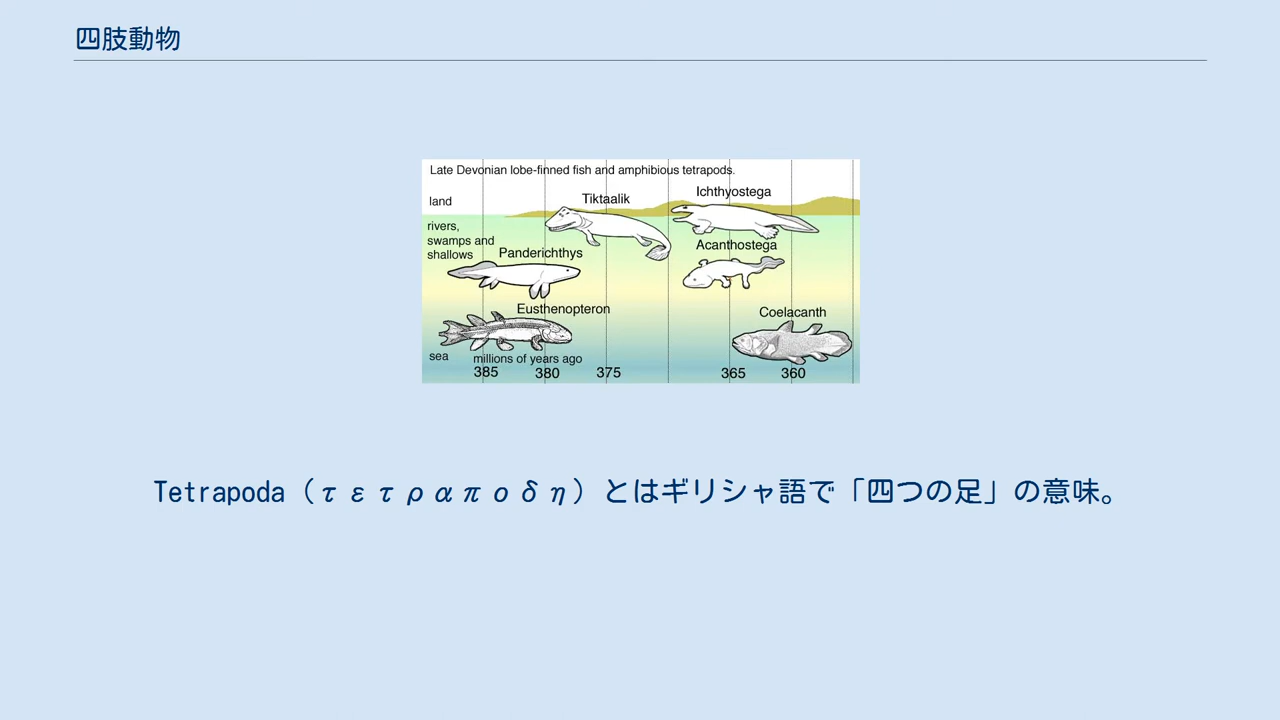 四肢動物
Late Devonian lobe-finned fish and amphibious tetrapods.
land
Tiktaalik
Ichthyostega
rivers,
swamps and
shallows
Panderichthys
Acanthostega
Eusthenopteron
Coelacanth
sea
millions of years ago
385 380 375 365 360
Tetrapoda（τετραποδη）とはギリシャ語で「四つの足」の意味。